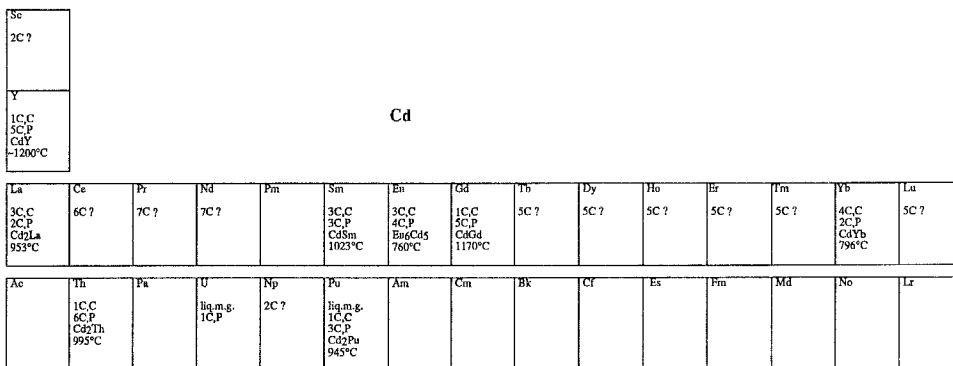 Sc
2C ?
Y
1C,C
5C,P
CdY
~1200°C
Cd
La
3C,C
2C,P
Cd2La
953°C
Ce
6C ?
Pr
7C ?
Nd
7C ?
Pm
Sm
3C,C
3C,P
CdSm
1023°C
Eu
3C,C
4C,P
Eu6Cd5
760°C
Gd
1C,C
5C,P
CdGd
1170°C
Tb
5C ?
Dy
5C ?
Ho
5C ?
Er
5C ?
Tm
5C ?
Yb
4C,C
2C,P
CdYb
796°C
Lu
5C ?
Ac
Th
1C,C
6C,P
Cd2Th
995°C
Pa
U
liq.m.g.
1C,P
Np
2C ?
Pu
liq.m.g.
1C,C
3C,P
Cd2Pu
945°C
Am
Cm
Bk
Cf
Es
Fm
Md
No
Lr